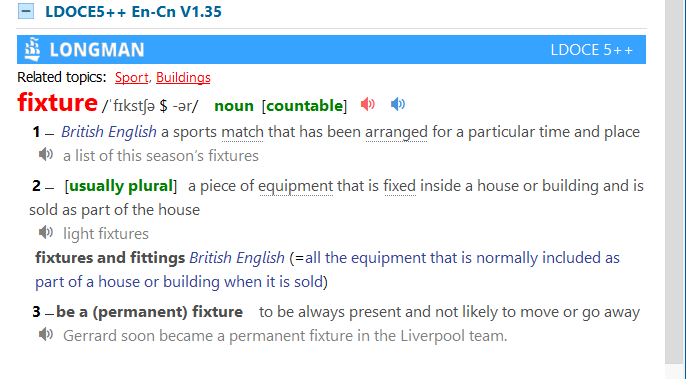 LDOCE5++ En-Cn V1.35
LONGMAN LDOCE 5++
Related topics: Sport, Buildings
fixture /ˈfɪkstʃə $ -ər/ noun [countable]
1 – British English a sports match that has been arranged for a particular time and place
a list of this season’s fixtures
2 – [usually plural] a piece of equipment that is fixed inside a house or building and is
sold as part of the house
light fixtures
fixtures and fittings British English (=all the equipment that is normally included as
part of a house or building when it is sold)
3 –be a (permanent) fixture to be always present and not likely to move or go away
Gerrard soon became a permanent fixture in the Liverpool team.